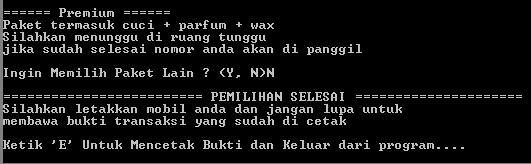 ====== Premium ======
Paket termasuk cuci + parfum + wax
Silahkan menunggu di ruang tunggu
jika sudah selesai nomor anda akan di panggil
Ingin Memilih Paket Lain ? (Y, N)N
======================== PEMILIHAN SELESAI =====================
Silahkan letakkan mobil anda dan jangan lupa untuk
membawa bukti transaksi yang sudah di cetak
Ketik 'E' Untuk Mencetak Bukti dan Keluar dari program....